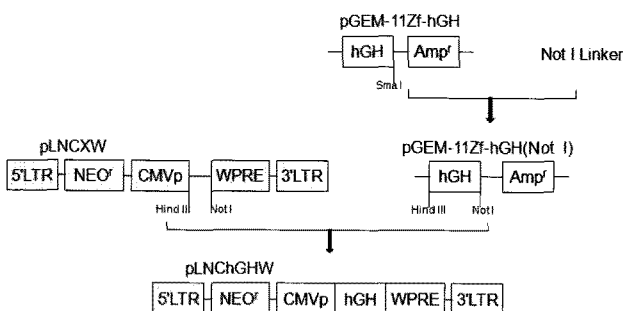 pGEM-11Zf-hGH
hGH Ampʳ
Not I Linker
Sma I
pLNCXW
5'LTR NEOʳ CMVp WPRE 3'LTR
Hind III Not I
pGEM-11Zf-hGH(Not I)
hGH Ampʳ
Hind III Not I
pLNChGHW
5'LTR NEOʳ CMVp hGH WPRE 3'LTR